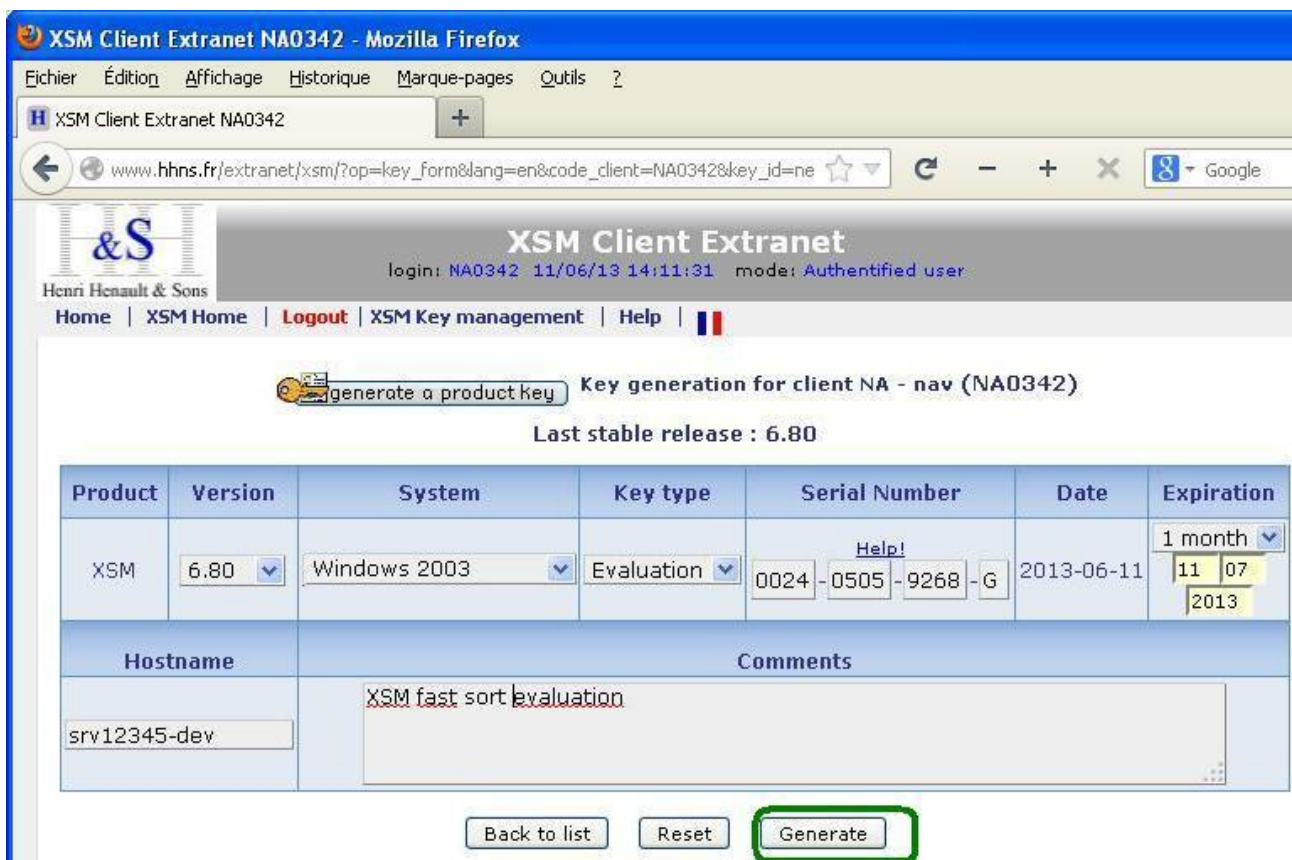 XSM Client Extranet NA0342 - Mozilla Firefox
Fichier Édition Affichage Historique Marque-pages Outils ?
H XSM Client Extranet NA0342 +
www.hhns.fr/extranet/xsm/?op=key_form&lang=en&code_client=NA0342&key_id=ne - + 8 Google
H&S H
Henri Henault & Sons
XSM Client Extranet
login: NA0342 11/06/13 14:11:31 mode: Authentified user
Home | XSM Home | Logout | XSM Key management | Help |
generate a product key Key generation for client NA - nav (NA0342)
Last stable release : 6.80
Product Version System Key type Serial Number Date Expiration
XSM 6.80 Windows 2003 Evaluation Help! 0024 - 0505 - 9268 - G 2013-06-11 1 month
11 07
2013
Hostname Comments
srv12345-dev XSM fast sort evaluation
Back to list Reset Generate